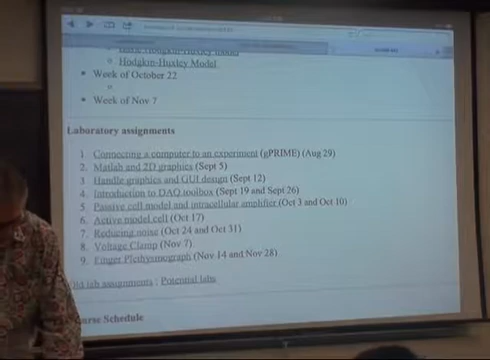 Hodgkin-Huxley Model
Hodgkin-Huxley Model
Week of October 22
Week of Nov 7
Laboratory assignments
1. Connecting a computer to an experiment (gPRIME) (Aug 29)
2. Matlab and 2D graphics (Sept 5)
3. Handle graphics and GUI design (Sept 12)
4. Introduction to DAQ toolbox (Sept 19 and Sept 26)
5. Passive cell model and intracellular amplifier (Oct 3 and Oct 10)
6. Active model cell (Oct 17)
7. Reducing noise (Oct 24 and Oct 31)
8. Voltage Clamp (Nov 7)
9. Finger Plethysmograph (Nov 14 and Nov 28)
Old lab assignments ; Potential labs
urse Schedule